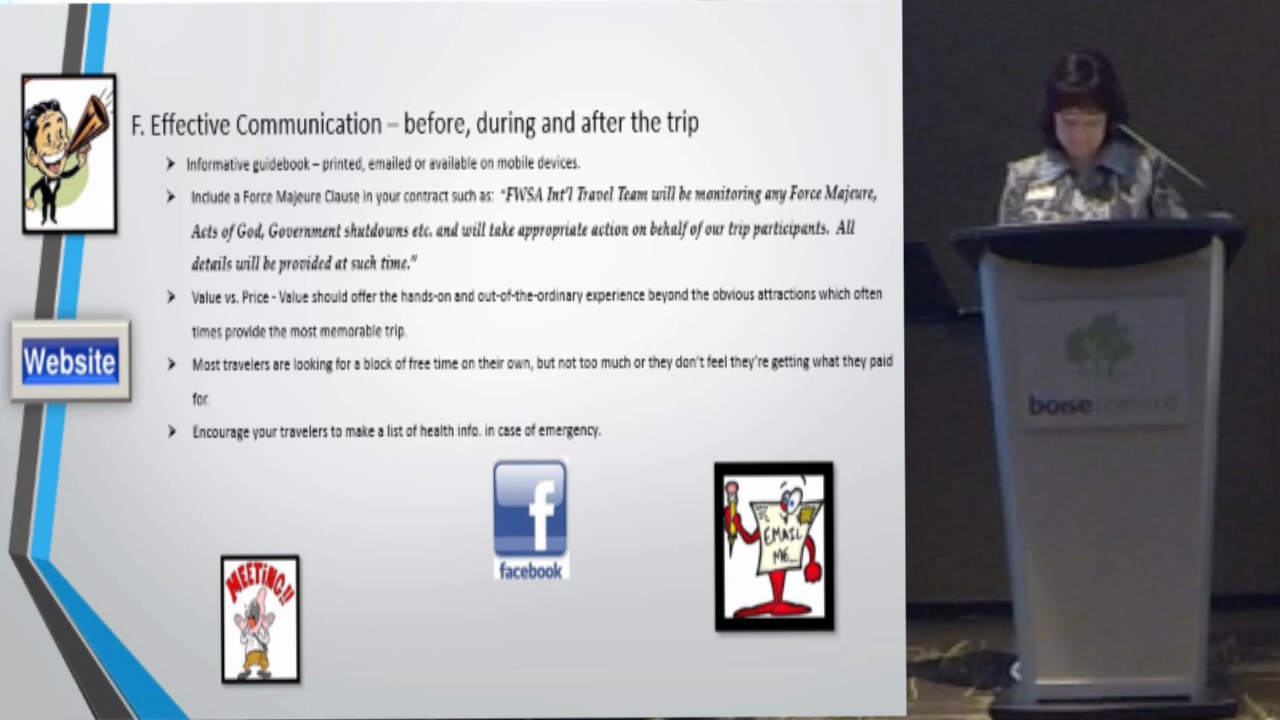 F. Effective Communication – before, during and after the trip
Informative guidebook – printed, emailed or available on mobile devices.
Include a Force Majeure Clause in your contract such as: "FWSA Int'l Travel Team will be monitoring any Force Majeure,
Acts of God, Government shutdowns etc. and will take appropriate action on behalf of our trip participants. All
details will be provided at such time."
Value vs. Price - Value should offer the hands-on and out-of-the-ordinary experience beyond the obvious attractions which often
times provide the most memorable trip.
Website
Most travelers are looking for a block of free time on their own, but not too much or they don't feel they're getting what they paid
for.
Encourage your travelers to make a list of health info. in case of emergency.
facebook
EMAIL
ME...
MEETING!!
boise centre